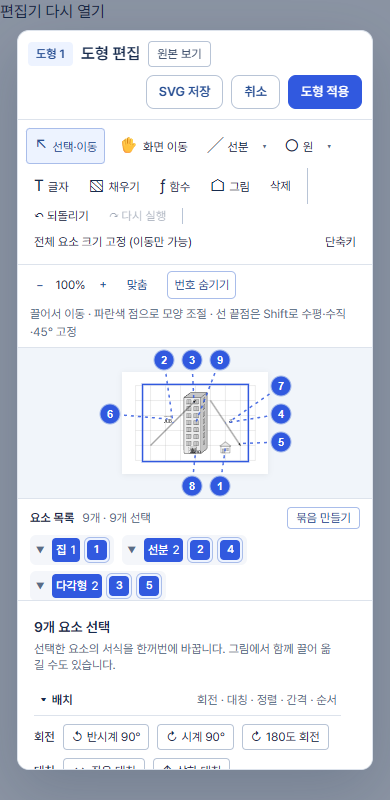 편집기 다시 열기
도형 1 도형 편집 원본 보기
SVG 저장 취소 도형 적용
선택·이동 화면 이동 선분 원
T 글자 채우기 ƒ 함수 그림 삭제
되돌리기 다시 실행
전체 요소 크기 고정 (이동만 가능) 단축키
− 100% + 맞춤 번호 숨기기
끌어서 이동 · 파란색 점으로 모양 조절 · 선 끝점은 Shift로 수평·수직
·45° 고정
2 3 9
7
6 4
5
8 1
요소 목록 9개 · 9개 선택 묶음 만들기
▼ 집 1 1 ▼ 선분 2 2 4
▼ 다각형 2 3 5
9개 요소 선택
선택한 요소의 서식을 한꺼번에 바꿉니다. 그림에서 함께 끌어 옮
길 수도 있습니다.
배치 회전 · 대칭 · 정렬 · 간격 · 순서
회전 반시계 90° 시계 90° 180도 회전